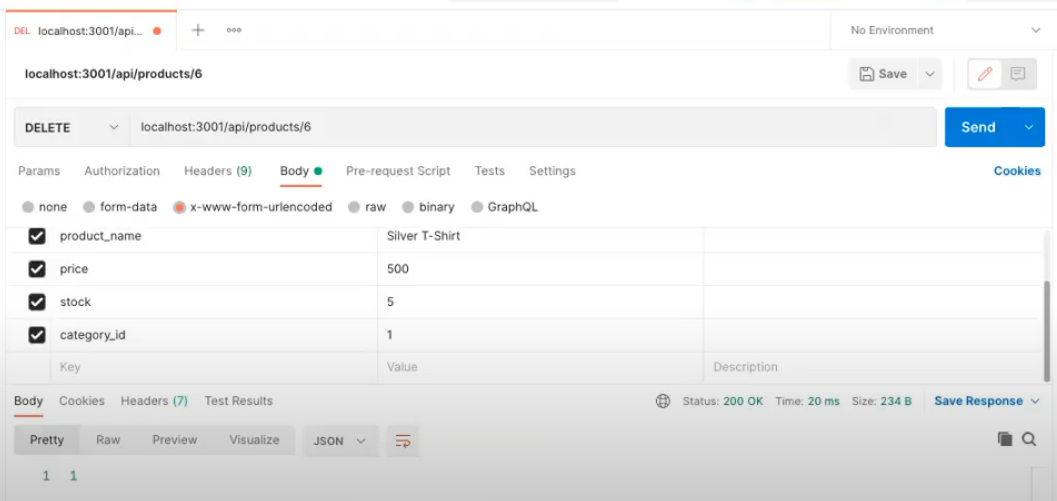 DEL localhost:3001/api... No Environment
localhost:3001/api/products/6 Save
DELETE localhost:3001/api/products/6 Send
Params Authorization Headers (9) Body Pre-request Script Tests Settings Cookies
none form-data x-www-form-urlencoded raw binary GraphQL
product_name Silver T-Shirt
price 500
stock 5
category_id 1
Key Value Description
Body Cookies Headers (7) Test Results Status: 200 OK Time: 20 ms Size: 234 B Save Response
Pretty Raw Preview Visualize JSON
1 1